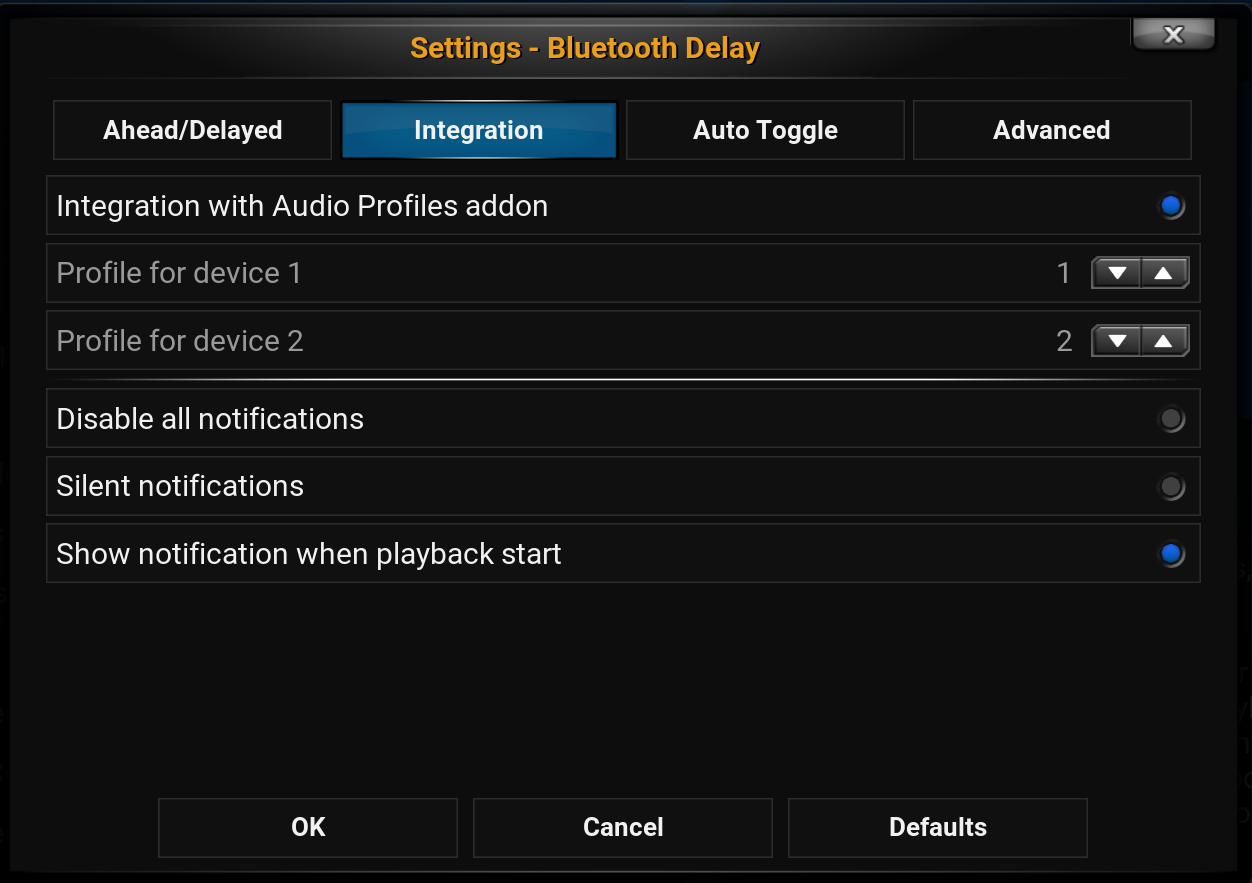 Settings - Bluetooth Delay
X
Ahead/Delayed Integration Auto Toggle Advanced
Integration with Audio Profiles addon
Profile for device 1 1
Profile for device 2 2
Disable all notifications
Silent notifications
Show notification when playback start
OK Cancel Defaults